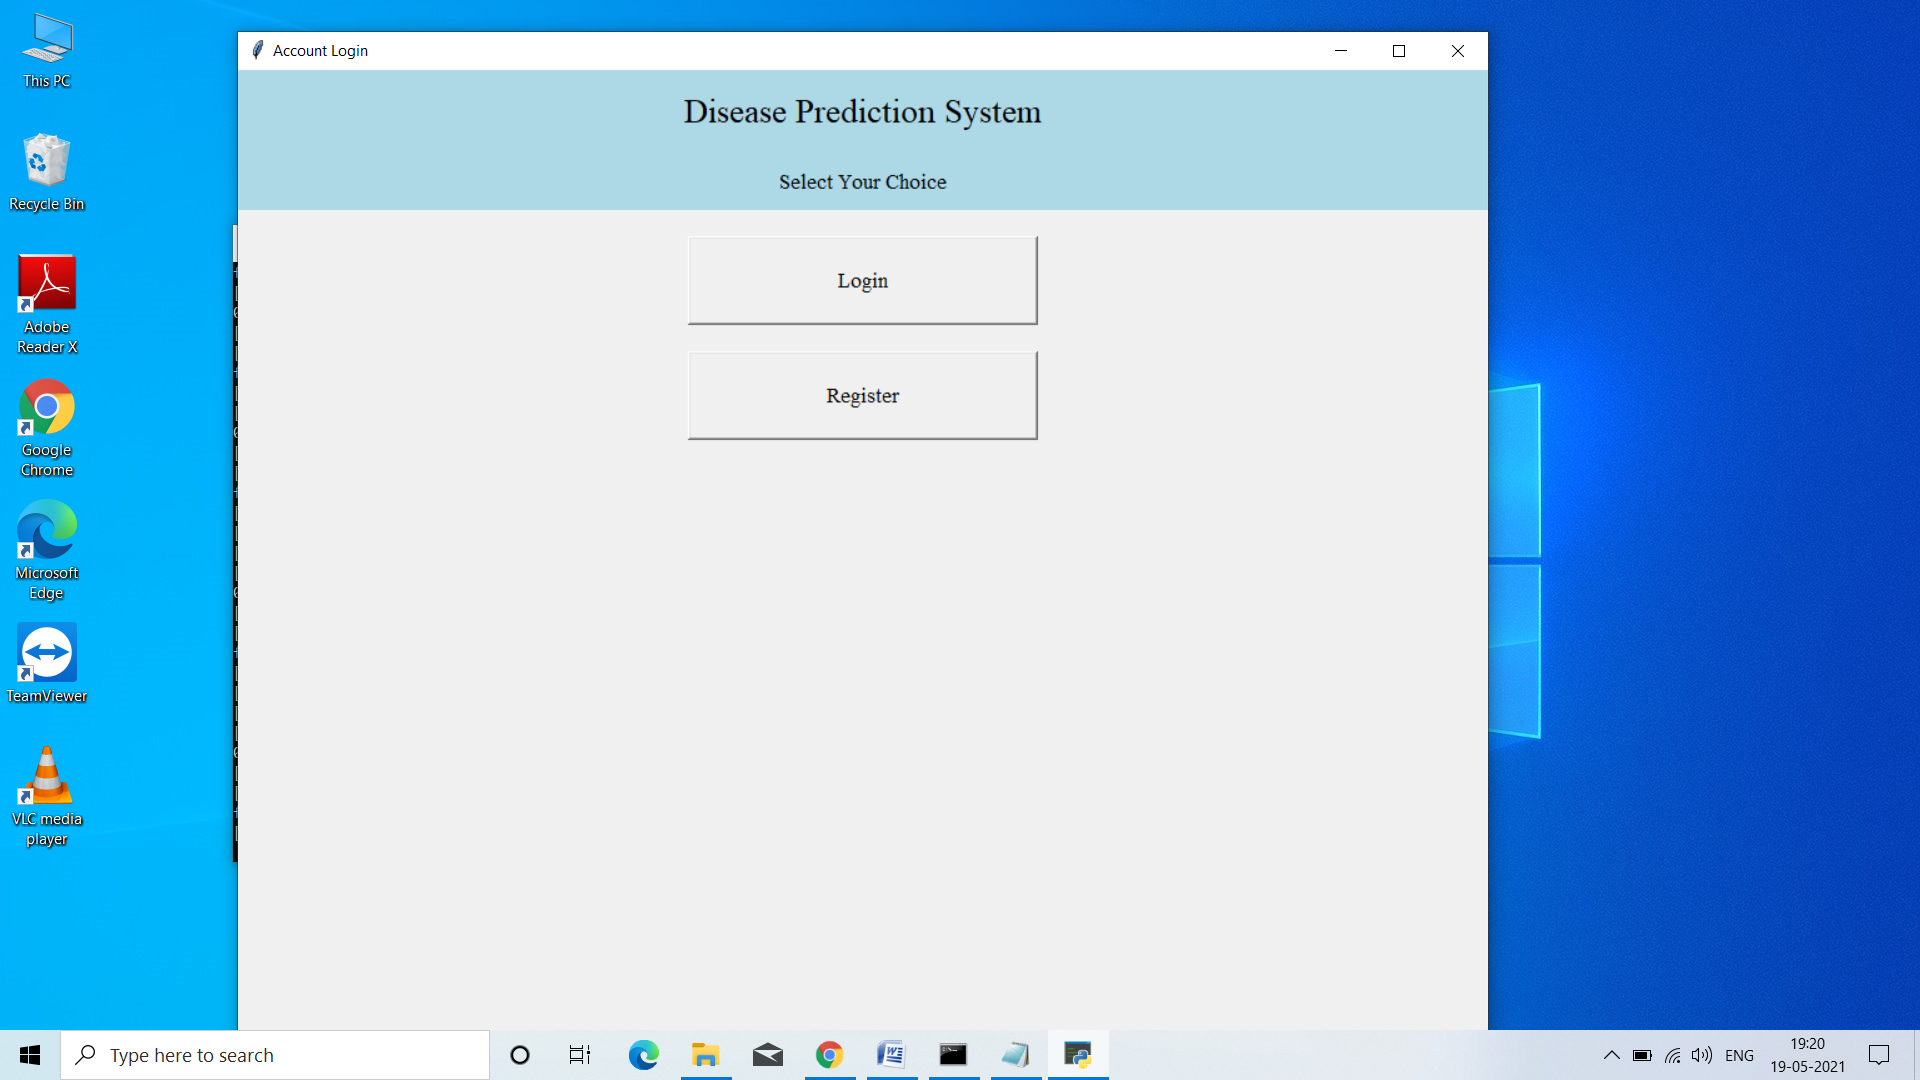 This PC
Recycle Bin
Adobe
Reader X
Google
Chrome
Microsoft
Edge
TeamViewer
VLC media
player
Account Login
Disease Prediction System
Select Your Choice
Login
Register
Type here to search
ENG
19:20
19-05-2021